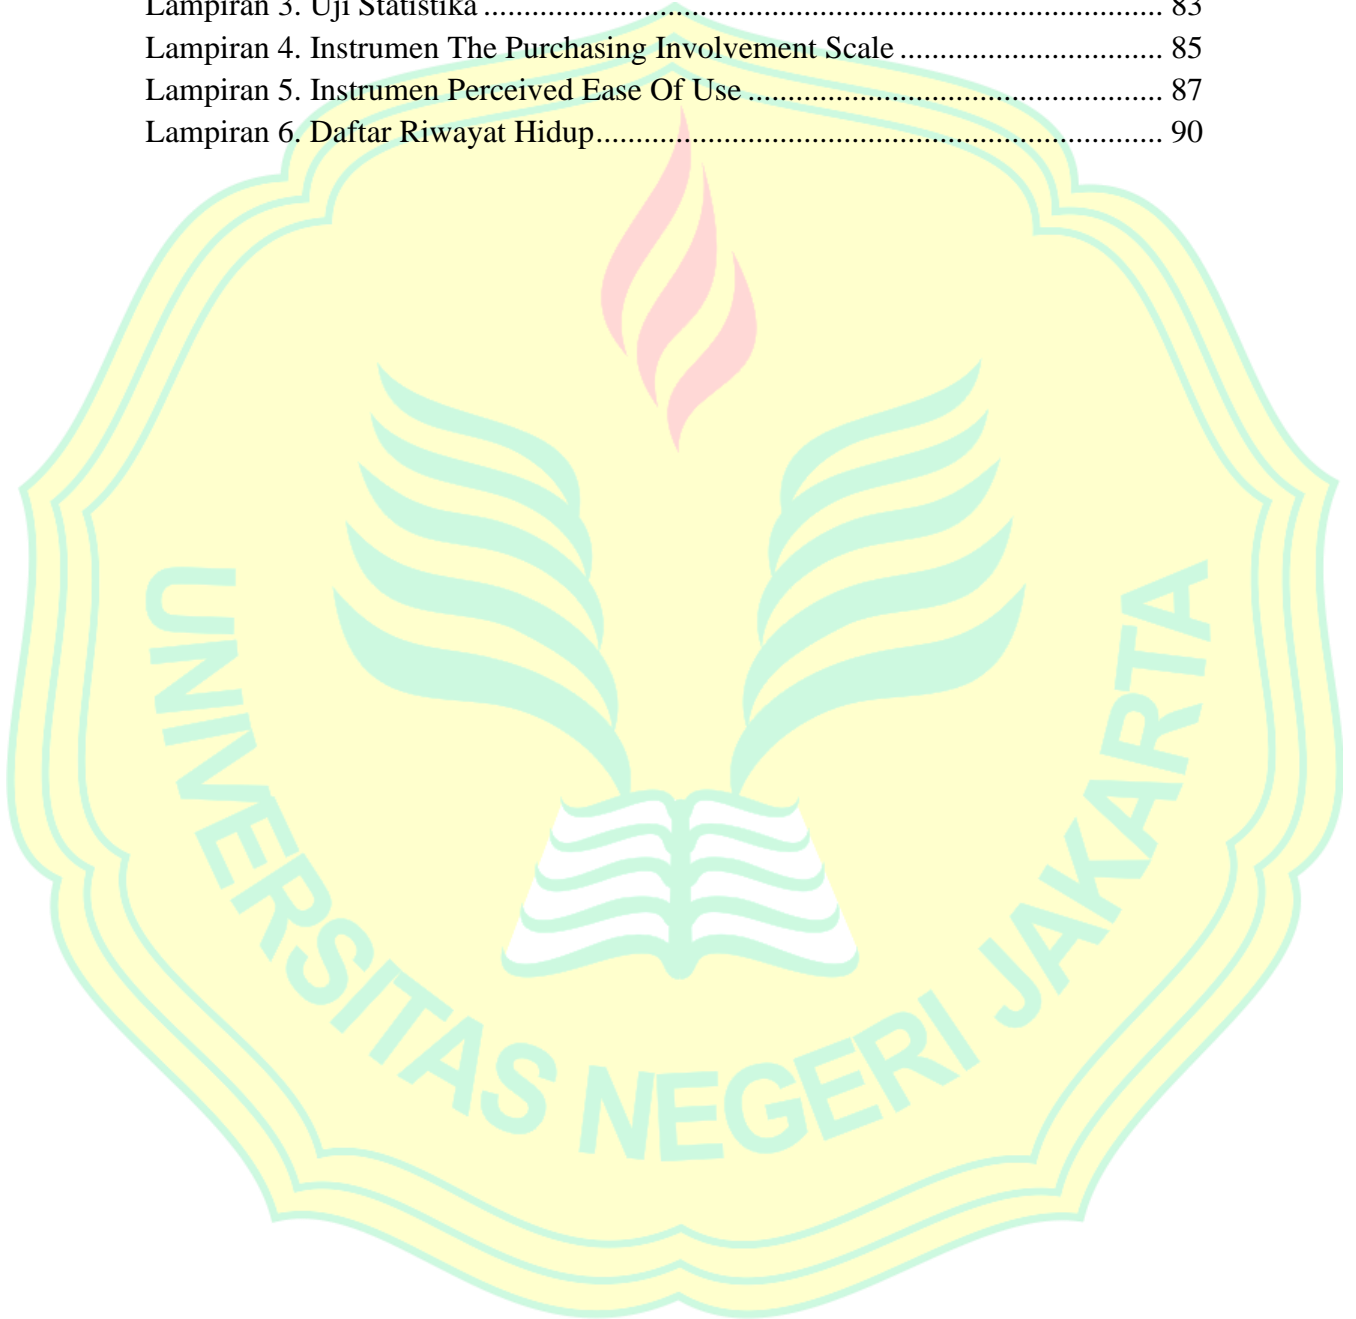 Lampiran 3. Uji Statistika ................................................................................... 83
Lampiran 4. Instrumen The Purchasing Involvement Scale ................................ 85
Lampiran 5. Instrumen Perceived Ease Of Use ................................................... 87
Lampiran 6. Daftar Riwayat Hidup...................................................................... 90
UNIVERSITAS NEGERI JAKARTA